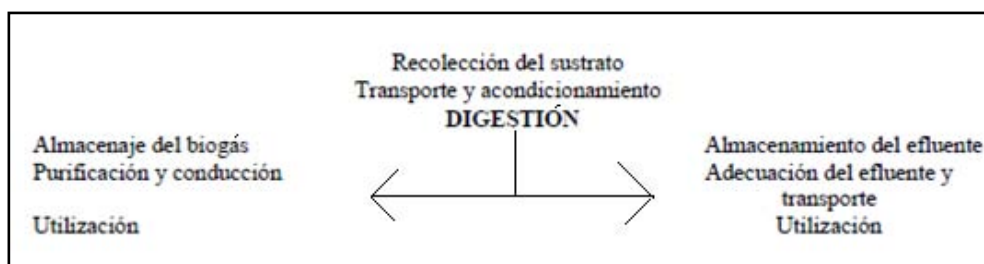 Recolección del sustrato
Transporte y acondicionamiento
DIGESTIÓN
Almacenaje del biogás
Purificación y conducción
Utilización
Almacenamiento del efluente
Adecuación del efluente y
transporte
Utilización